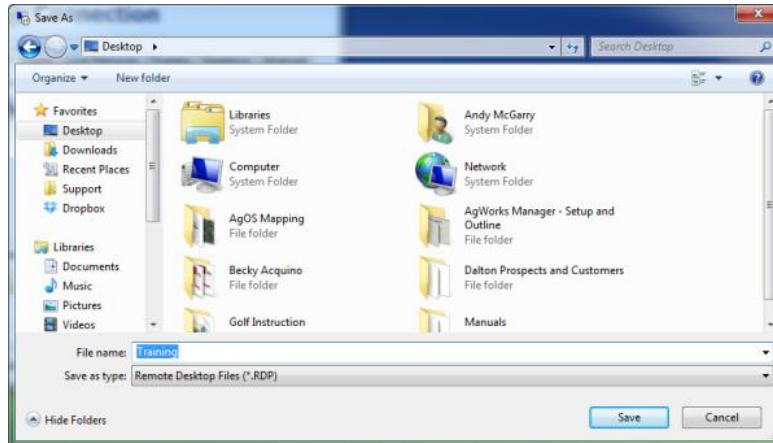 Save As
Desktop
Search Desktop
Organize
New folder
Favorites
Desktop
Downloads
Recent Places
Support
Dropbox
Libraries
Documents
Music
Pictures
Videos
Libraries
System Folder
Andy McGarry
System Folder
Computer
System Folder
Network
System Folder
AgOS Mapping
File folder
AgWorks Manager - Setup and
Outline
File folder
Becky Acquino
File folder
Dalton Prospects and Customers
File folder
Golf Instruction
Manuals
File name: Training
Save as type: Remote Desktop Files (*.RDP)
Hide Folders
Save
Cancel